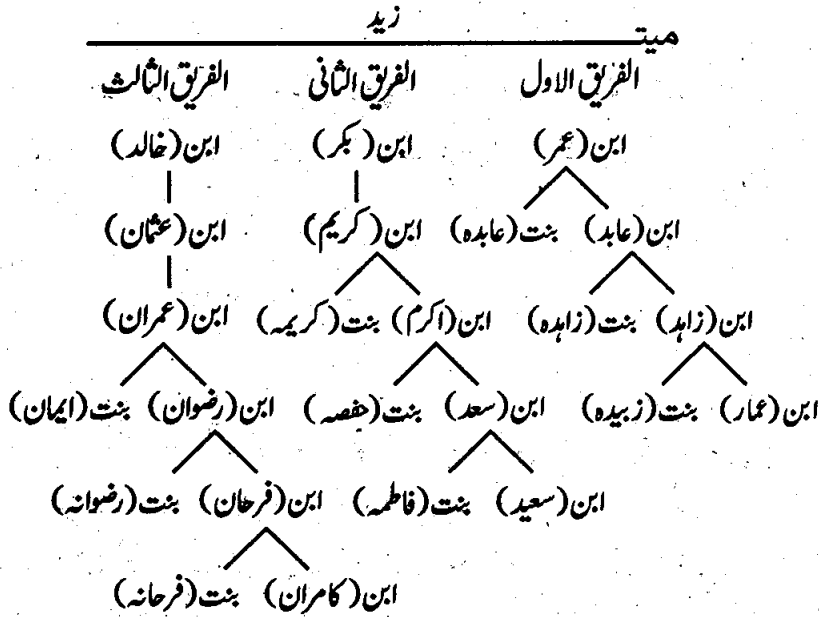 زید
میتـ
الفریق الاول الفریق الثانی الفریق الثالث
ابن (عمر) ابن (بکر) ابن (خالد)
ابن (عابد) بنت (عابدہ) ابن (کریم) ابن (عثمان)
ابن (زاہد) بنت (زاہدہ) ابن (اکرم) بنت (کریمہ) ابن (عمران)
ابن (عمار) بنت (زبیدہ) ابن (سعد) بنت (حفصہ) ابن (رضوان) بنت (ایمان)
ابن (سعید) بنت (فاطمہ) ابن (فرحان) بنت (رضوانہ)
ابن (کامران) بنت (فرحانہ)